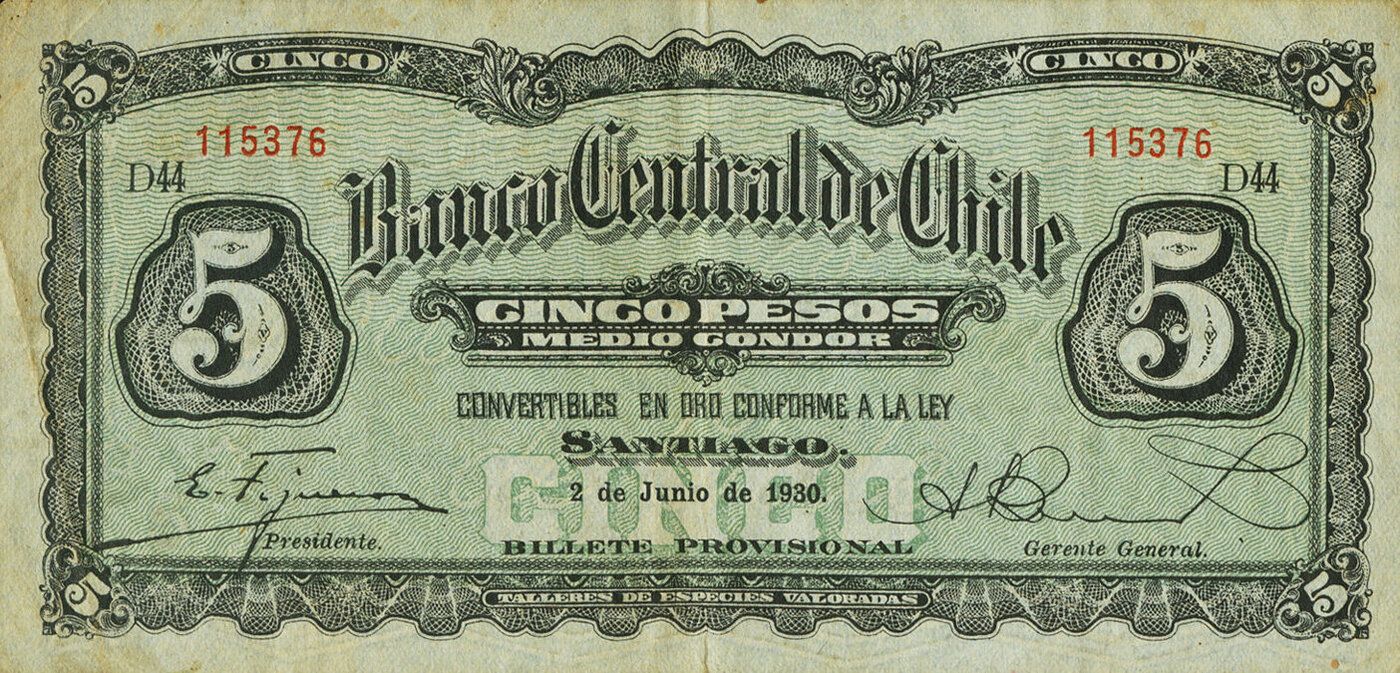 5 CINCO CINCO 5
115376 115376
D44 D44
Banco Central de Chile
5 5
CINCO PESOS
MEDIO CONDOR
CONVERTIBLES EN ORO CONFORME A LA LEY
SANTIAGO.
CINCO
2 de Junio de 1930.
E. Figueroa
Presidente.
BILLETE PROVISIONAL
Gerente General.
5 TALLERES DE ESPECIES VALORADAS 5